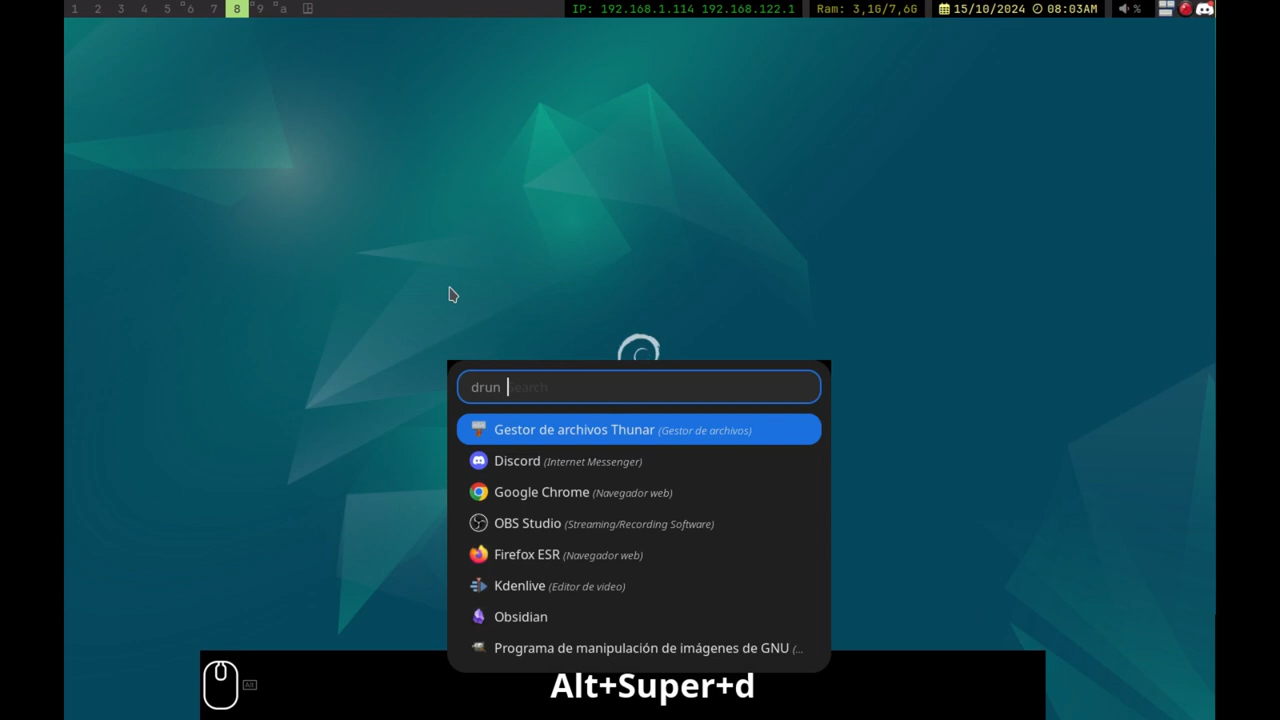 1 2 3 4 5 6 7 8 9 a IP: 192.168.1.114 192.168.122.1 Ram: 3,1G/7,6G 15/10/2024 08:03AM %
drun Search
Gestor de archivos Thunar (Gestor de archivos)
Discord (Internet Messenger)
Google Chrome (Navegador web)
OBS Studio (Streaming/Recording Software)
Firefox ESR (Navegador web)
Kdenlive (Editor de video)
Obsidian
Programa de manipulación de imágenes de GNU (...
Alt
Alt+Super+d